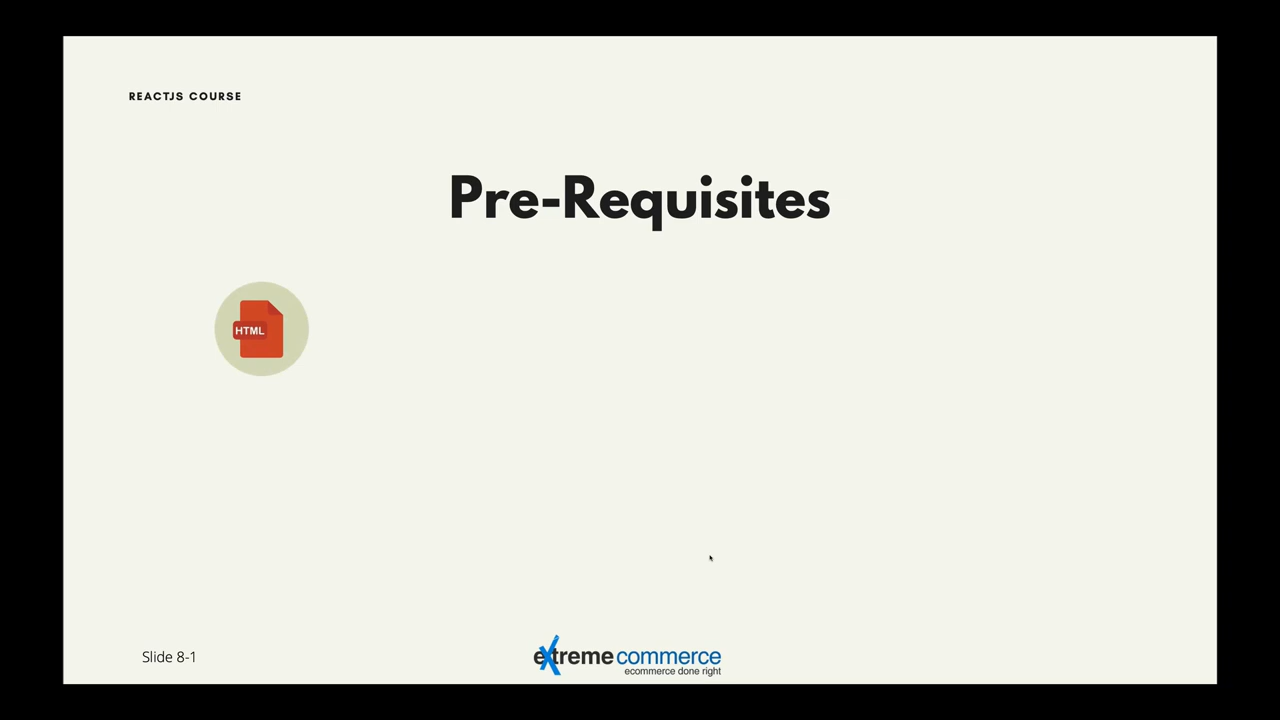 REACTJS COURSE
Pre-Requisites
HTML
Slide 8-1
extreme commerce
ecommerce done right